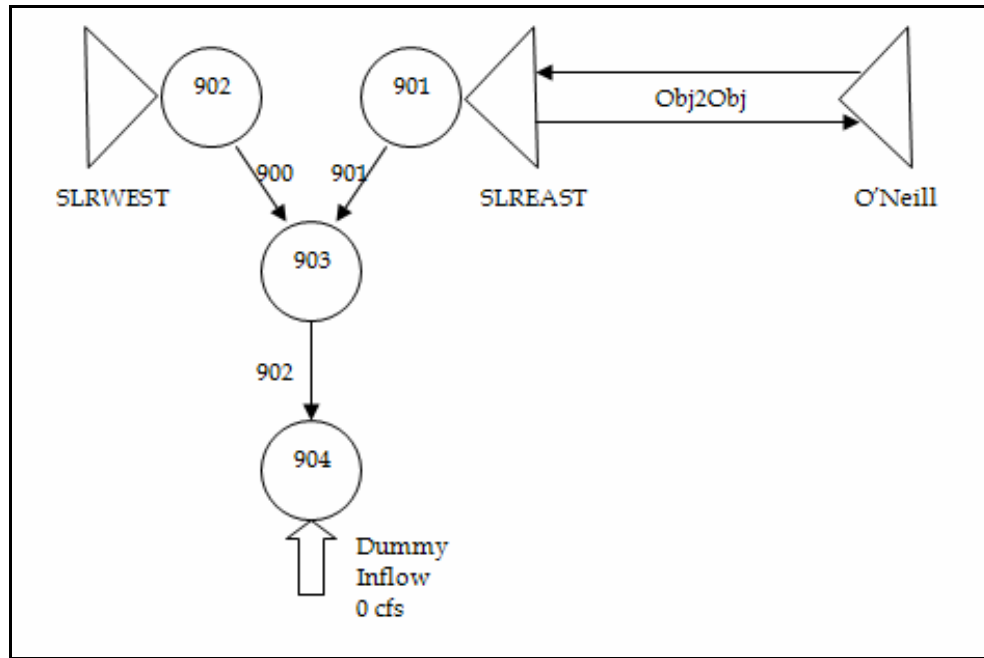 902
901
Obj2Obj
900
901
SLRWEST
SLREAST
O'Neill
903
902
904
Dummy
Inflow
0 cfs